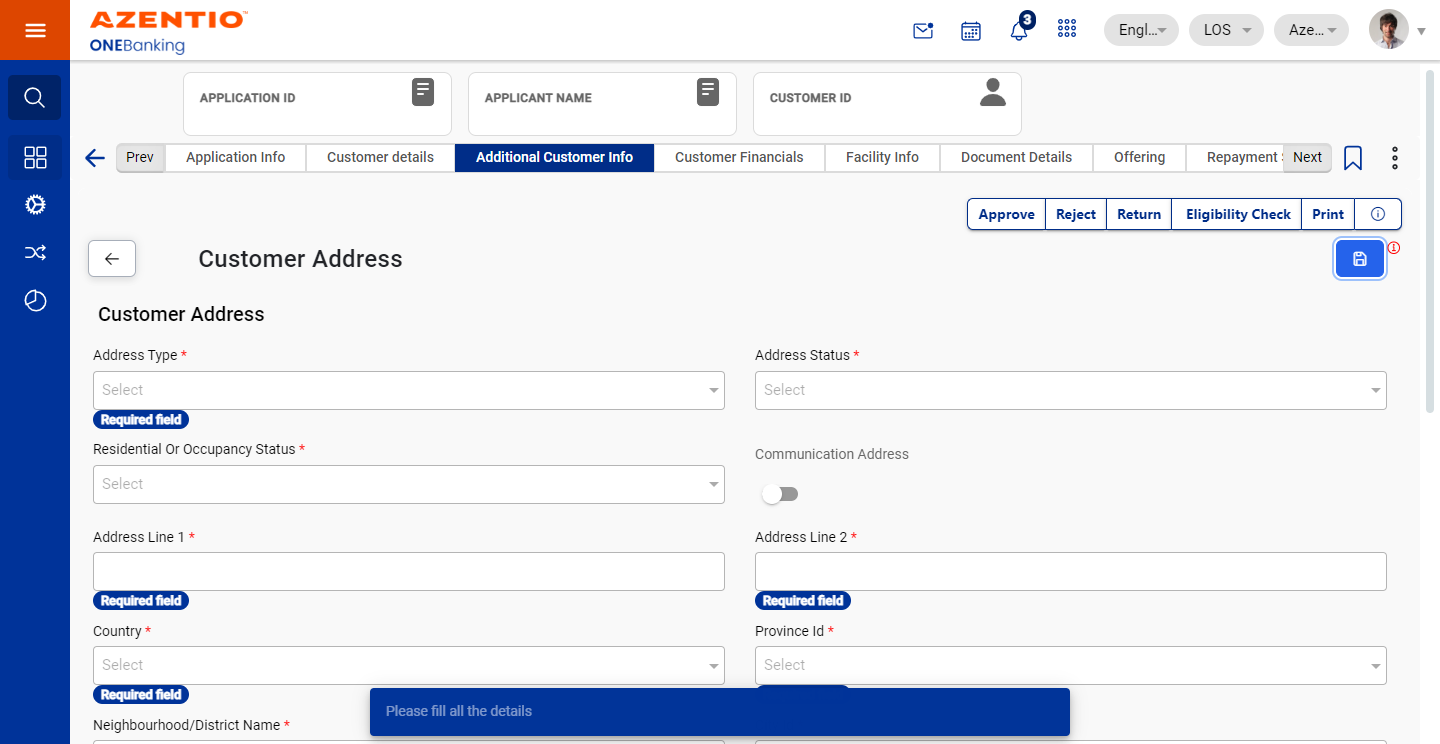 AZENTIO™
ONEBanking
3
Engl...
LOS
Aze...
APPLICATION ID
APPLICANT NAME
CUSTOMER ID
Prev
Application Info
Customer details
Additional Customer Info
Customer Financials
Facility Info
Document Details
Offering
Repayment
Next
Approve
Reject
Return
Eligibility Check
Print
Customer Address
Customer Address
Address Type *
Address Status *
Select
Select
Required field
Residential Or Occupancy Status *
Communication Address
Select
Address Line 1 *
Address Line 2 *
Required field
Required field
Country *
Province Id *
Select
Select
Required field
Please fill all the details
Neighbourhood/District Name *